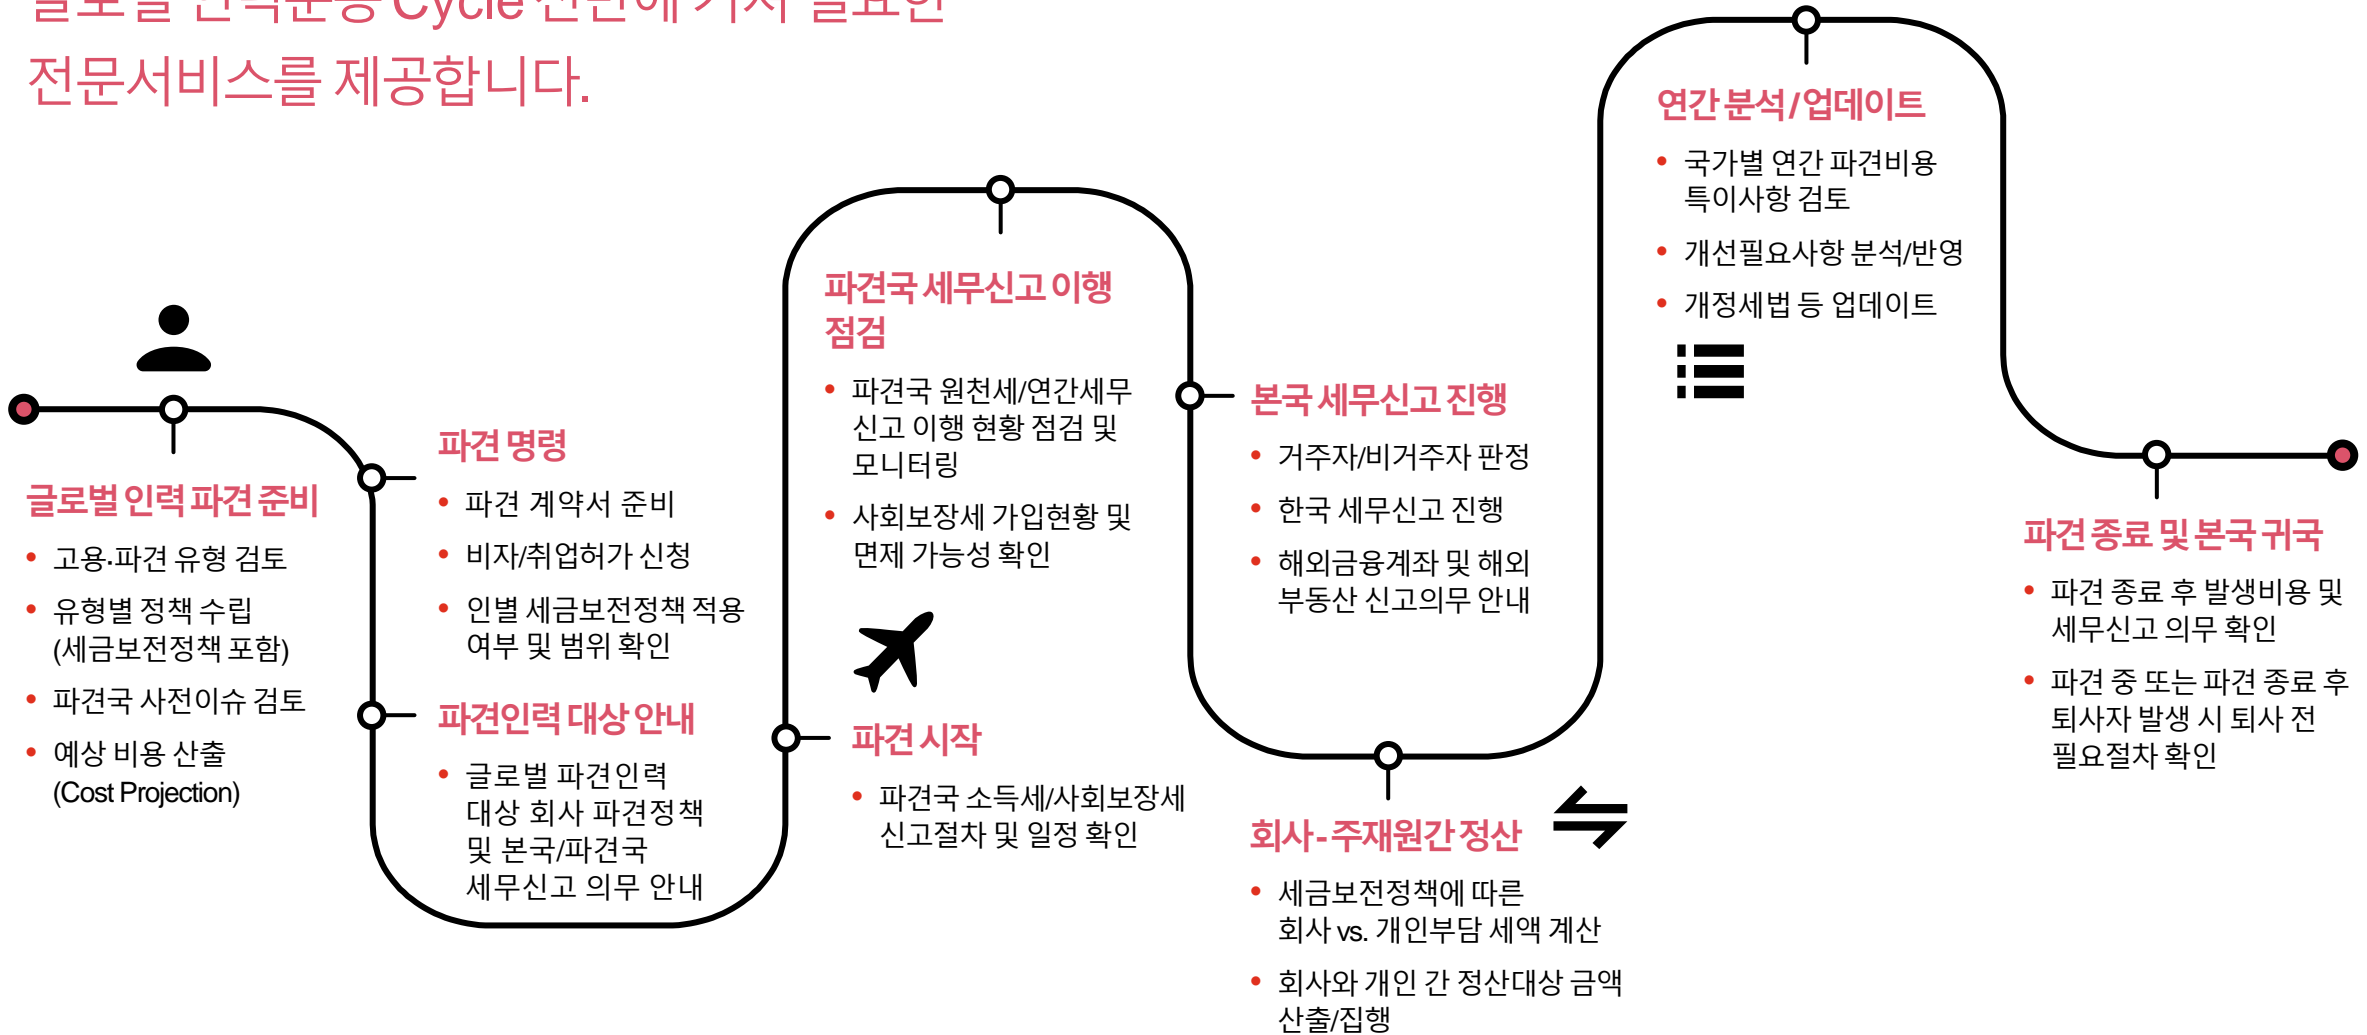 글로벌 인력운용 Cycle 전반에 거쳐 필요한
전문서비스를 제공합니다.
글로벌 인력 파견 준비
• 고용·파견 유형 검토
• 유형별 정책 수립
(세금보전정책 포함)
• 파견국 사전이슈 검토
• 예상 비용 산출
(Cost Projection)
파견 명령
• 파견 계약서 준비
• 비자/취업허가 신청
• 인별 세금보전정책 적용
여부 및 범위 확인
파견인력 대상 안내
• 글로벌 파견인력
대상 회사 파견정책
및 본국/파견국
세무신고 의무 안내
파견 시작
• 파견국 소득세/사회보장세
신고절차 및 일정 확인
파견국 세무신고 이행
점검
• 파견국 원천세/연간세무
신고 이행 현황 점검 및
모니터링
• 사회보장세 가입현황 및
면제 가능성 확인
본국 세무신고 진행
• 거주자/비거주자 판정
• 한국 세무신고 진행
• 해외금융계좌 및 해외
부동산 신고의무 안내
회사 - 주재원간 정산
• 세금보전정책에 따른
회사 vs. 개인부담 세액 계산
• 회사와 개인 간 정산대상 금액
산출/집행
연간 분석 / 업데이트
• 국가별 연간 파견비용
특이사항 검토
• 개선필요사항 분석/반영
• 개정세법 등 업데이트
파견 종료 및 본국 귀국
• 파견 종료 후 발생비용 및
세무신고 의무 확인
• 파견 중 또는 파견 종료 후
퇴사자 발생 시 퇴사 전
필요절차 확인